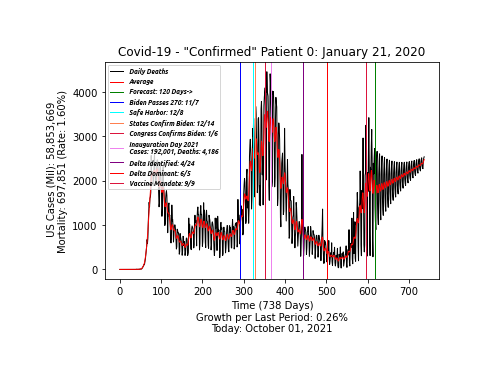 Covid-19 - "Confirmed" Patient 0: January 21, 2020
Daily Deaths
Average
Forecast: 120 Days->
Biden Passes 270: 11/7
Safe Harbor: 12/8
States Confirm Biden: 12/14
Congress Confirms Biden: 1/6
Inauguration Day 2021
Cases: 192,001, Deaths: 4,186
Delta Identified: 4/24
Delta Dominant: 6/5
Vaccine Mandate: 9/9
US Cases (Mil): 58,853,669
Mortality: 697,851 (Rate: 1.60%)
4000
3000
2000
1000
0
0 100 200 300 400 500 600 700
Time (738 Days)
Growth per Last Period: 0.26%
Today: October 01, 2021